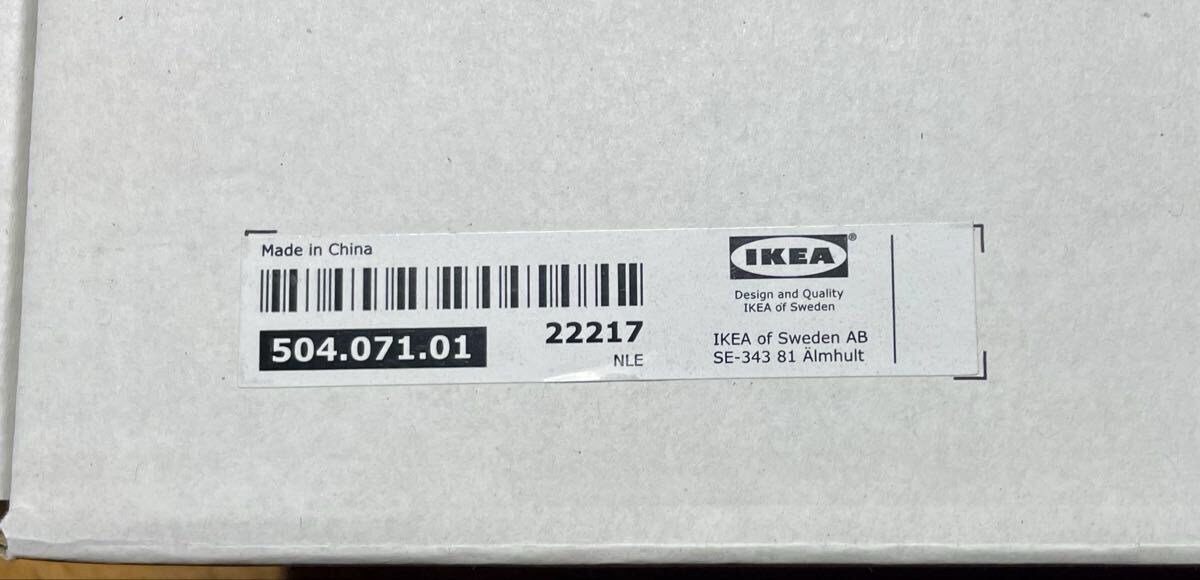 Made in China
504.071.01
22217
NLE
IKEA®
Design and Quality
IKEA of Sweden
IKEA of Sweden AB
SE-343 81 Älmhult